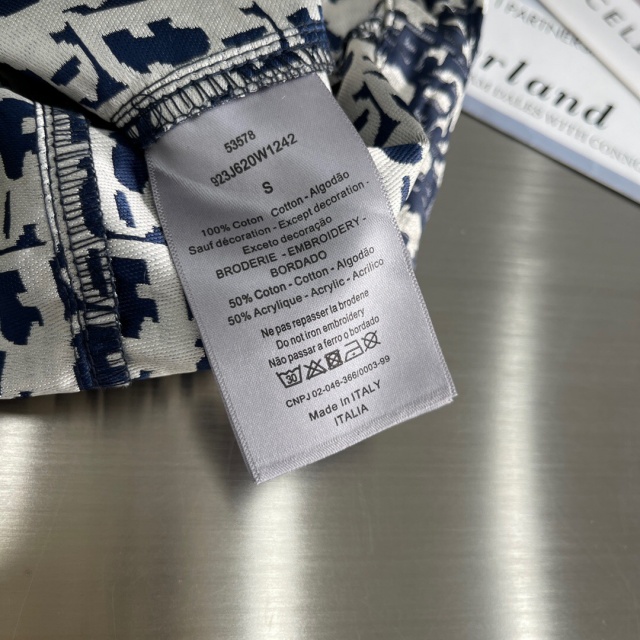 53578
923J620W1242
S
100% Coton Cotton - Algodão
Sauf décoration - Except decoration -
Exceto decoração
BRODERIE - EMBROIDERY -
BORDADO
50% Coton - Cotton - Algodão
50% Acrylique - Acrylic - Acrílico
Ne pas repasser la broderie
Do not iron embroidery
Não passar a ferro o bordado
30
CNPJ 02-046-368/0003-99
Made In ITALY
ITALIA
PARTNER
CEL
rland